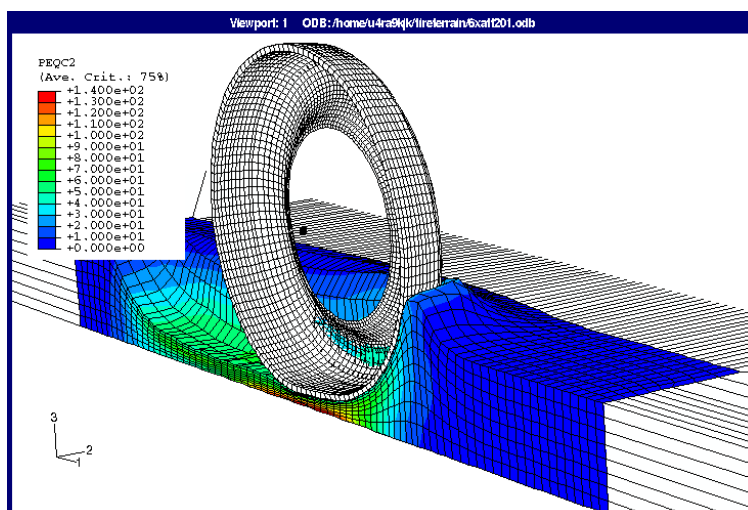 Viewport: 1 ODB: /home/u4ra9kjk/tireterrain/6xaft201.odb
PEQC2
(Ave. Crit.: 75%)
+1.400e+02
+1.300e+02
+1.200e+02
+1.100e+02
+1.000e+02
+9.000e+01
+8.000e+01
+7.000e+01
+6.000e+01
+5.000e+01
+4.000e+01
+3.000e+01
+2.000e+01
+1.000e+01
+0.000e+00
3
2
1